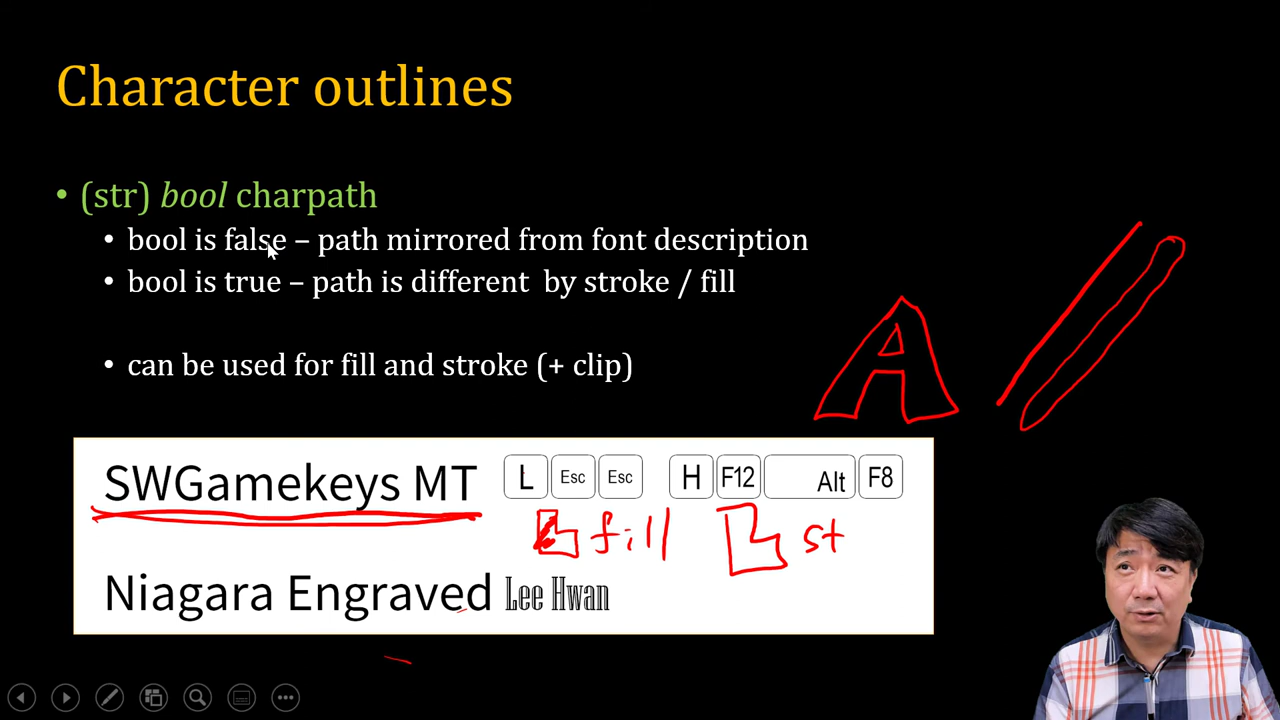 Character outlines
• (str) bool charpath
• bool is false – path mirrored from font description
• bool is true – path is different by stroke / fill
• can be used for fill and stroke (+ clip)
A
SWGamekeys MT L Esc Esc H F12 Alt F8
fill st
Niagara Engraved Lee Hwan